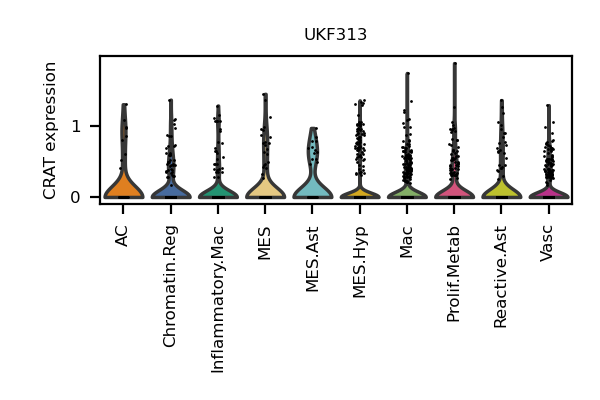 UKF313
CRAT expression
1
0
AC
Chromatin.Reg
Inflammatory.Mac
MES
MES.Ast
MES.Hyp
Mac
Prolif.Metab
Reactive.Ast
Vasc